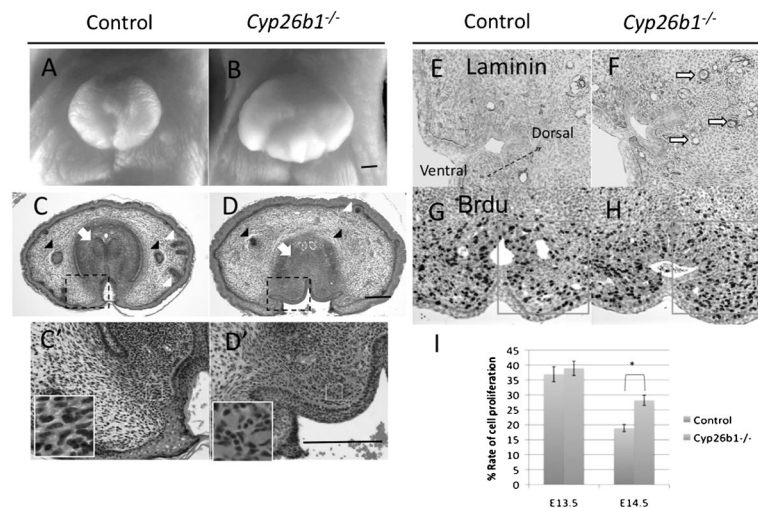 Control
Cyp26b1-/-
Control
Cyp26b1-/-
A
B
E
Laminin
F
Dorsal
Ventral
C
D
G
Brdu
H
C'
D'
I
% Rate of cell proliferation
45
40
35
30
25
20
15
10
5
0
*
Control
Cyp26b1-/-
E13.5
E14.5